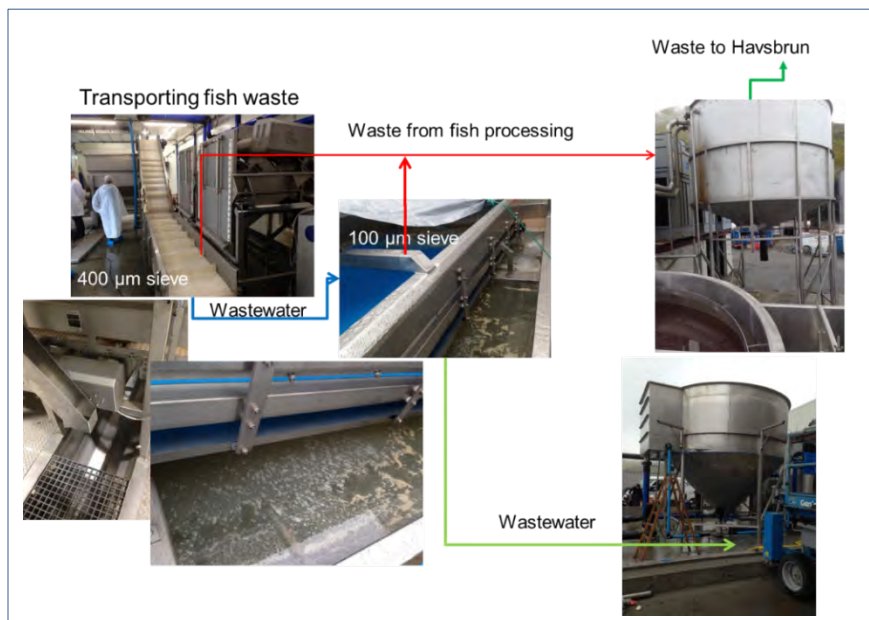 Waste to Havsbrun
Transporting fish waste
Waste from fish processing
100 µm sieve
400 µm sieve
Wastewater
Wastewater